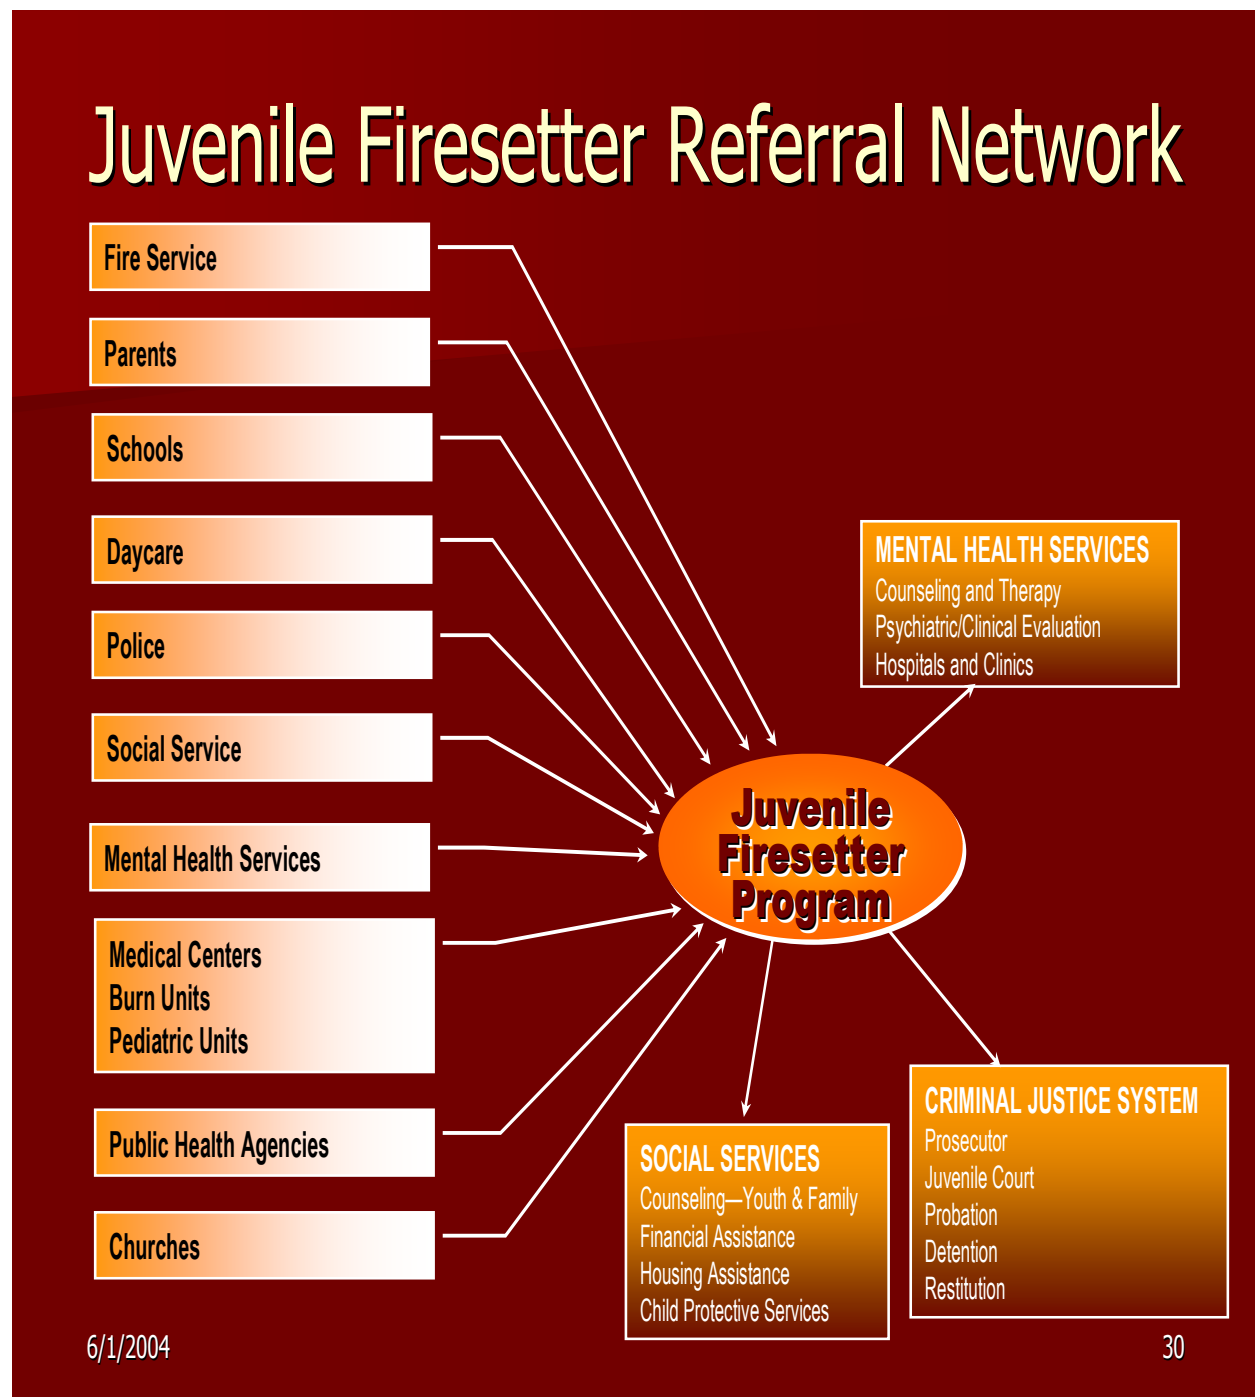 Juvenile Firesetter Referral Network
Fire Service
Parents
Schools
Daycare
Police
Social Service
Mental Health Services
Medical Centers
Burn Units
Pediatric Units
Public Health Agencies
Churches
MENTAL HEALTH SERVICES
Counseling and Therapy
Psychiatric/Clinical Evaluation
Hospitals and Clinics
Juvenile
Firesetter
Program
SOCIAL SERVICES
Counseling—Youth & Family
Financial Assistance
Housing Assistance
Child Protective Services
CRIMINAL JUSTICE SYSTEM
Prosecutor
Juvenile Court
Probation
Detention
Restitution
6/1/2004
30